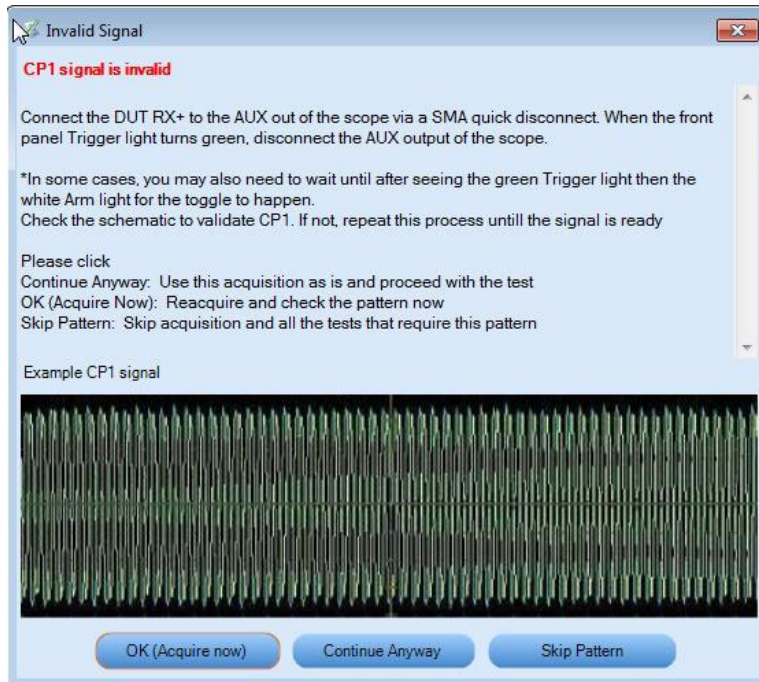 Invalid Signal
CP1 signal is invalid
Connect the DUT RX+ to the AUX out of the scope via a SMA quick disconnect. When the front
panel Trigger light turns green, disconnect the AUX output of the scope.
*In some cases, you may also need to wait until after seeing the green Trigger light then the
white Arm light for the toggle to happen.
Check the schematic to validate CP1. If not, repeat this process untill the signal is ready
Please click
Continue Anyway: Use this acquisition as is and proceed with the test
OK (Acquire Now): Reacquire and check the pattern now
Skip Pattern: Skip acquisition and all the tests that require this pattern
Example CP1 signal
OK (Acquire now) Continue Anyway Skip Pattern